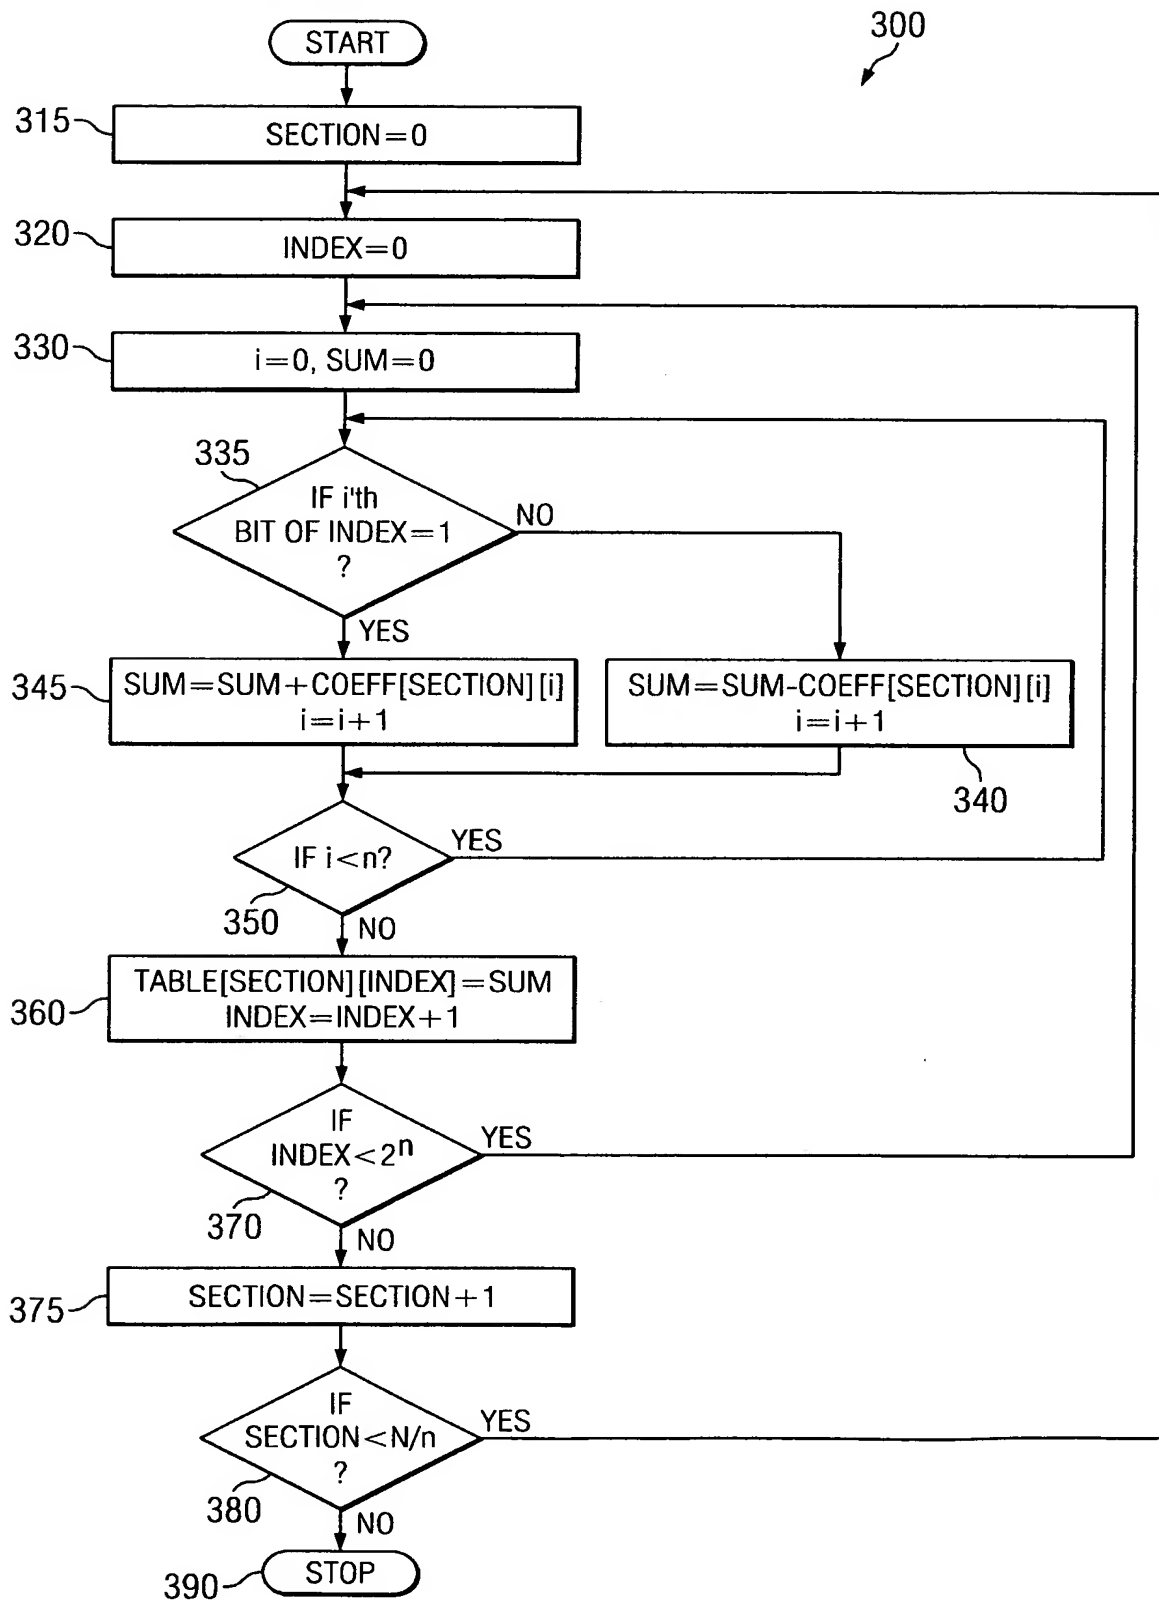 START
300
315
SECTION=0
320
INDEX=0
330
i=0, SUM=0
335
IF i'th
BIT OF INDEX=1
?
NO
YES
345
SUM=SUM+COEFF[SECTION][i]
i=i+1
SUM=SUM-COEFF[SECTION][i]
i=i+1
340
IF i<n?
YES
350
NO
360
TABLE[SECTION][INDEX]=SUM
INDEX=INDEX+1
IF
INDEX<2ⁿ
?
YES
370
NO
375
SECTION=SECTION+1
IF
SECTION<N/n
?
YES
380
NO
390
STOP